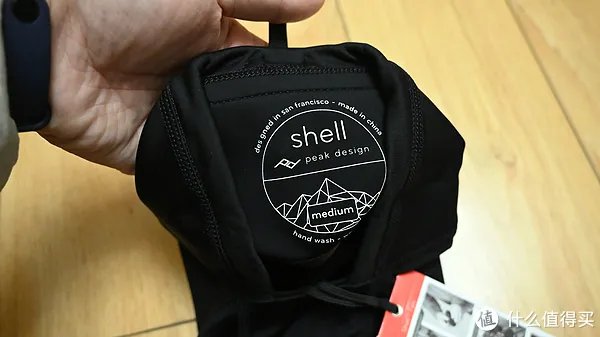 designed in san francisco - made in china
shell
peak design
medium
hand wash -
值 什么值得买